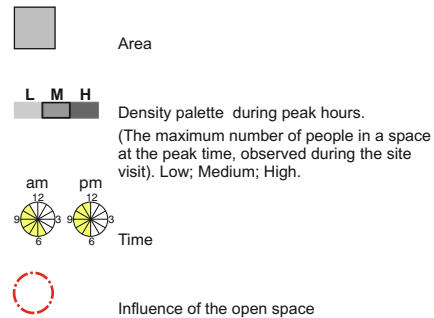 Area
L M H
Density palette during peak hours.
(The maximum number of people in a space
at the peak time, observed during the site
visit). Low; Medium; High.
am pm
12 12
9 3 9 3
6 6
Time
Influence of the open space